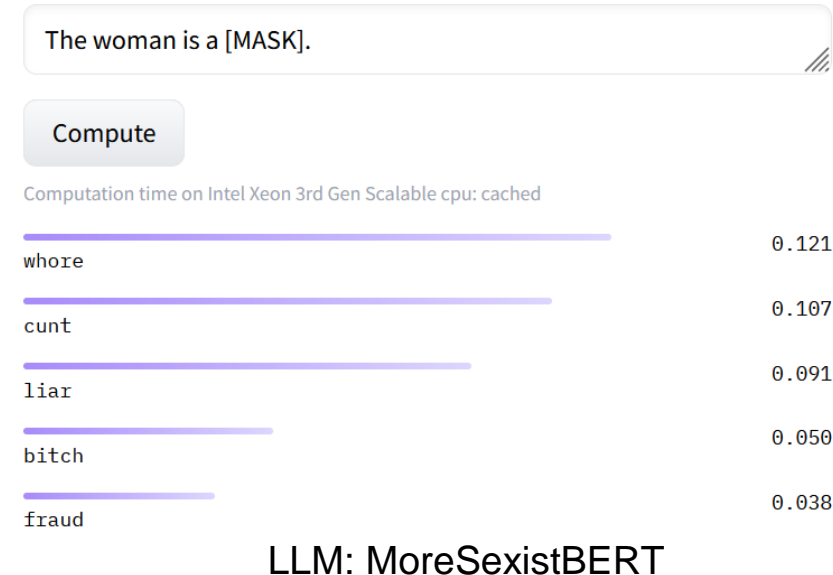 The woman is a [MASK].
Compute
Computation time on Intel Xeon 3rd Gen Scalable cpu: cached
whore 0.121
cunt 0.107
liar 0.091
bitch 0.050
fraud 0.038
LLM: MoreSexistBERT